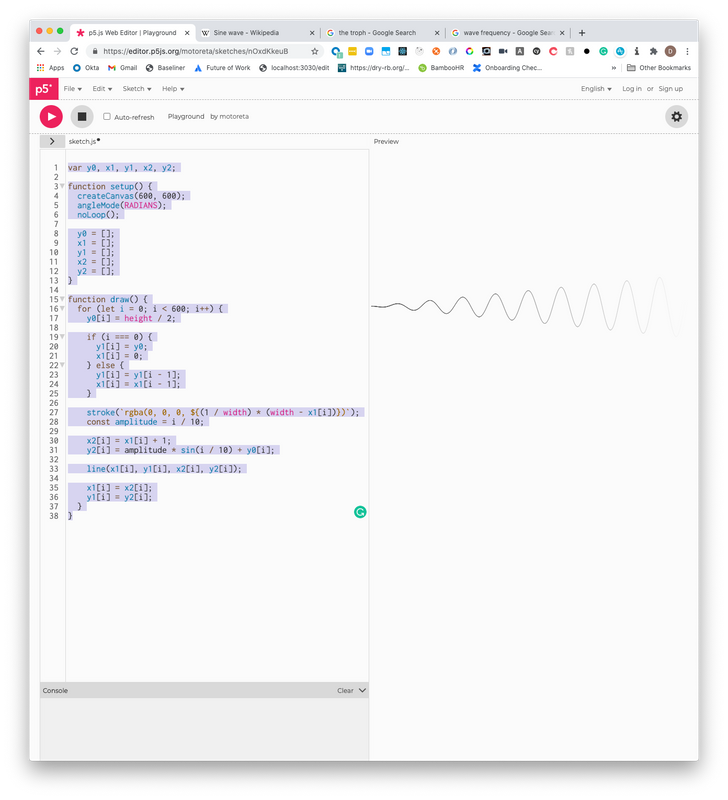 p5.js Web Editor | Playground
Sine wave - Wikipedia
the troph - Google Search
wave frequency - Google Sear
https://editor.p5js.org/motoreta/sketches/nOxdKkeuB
Apps
Okta
Gmail
Baseliner
Future of Work
localhost:3030/edit
https://dry-rb.org/...
BambooHR
Onboarding Chec...
» Other Bookmarks
p5*
File
Edit
Sketch
Help
English
Log in or Sign up
Auto-refresh
Playground by motoreta
sketch.js
Preview
1 var y0, x1, y1, x2, y2;
2
3 function setup() {
4 createCanvas(600, 600);
5 angleMode(RADIANS);
6 noLoop();
7
8 y0 = [];
9 x1 = [];
10 y1 = [];
11 x2 = [];
12 y2 = [];
13 }
14
15 function draw() {
16 for (let i = 0; i < 600; i++) {
17 y0[i] = height / 2;
18
19 if (i === 0) {
20 y1[i] = y0;
21 x1[i] = 0;
22 } else {
23 y1[i] = y1[i - 1];
24 x1[i] = x1[i - 1];
25 }
26
27 stroke(`rgba(0, 0, 0, ${(1 / width) * (width - x1[i])})`);
28 const amplitude = i / 10;
29
30 x2[i] = x1[i] + 1;
31 y2[i] = amplitude * sin(i / 10) + y0[i];
32
33 line(x1[i], y1[i], x2[i], y2[i]);
34
35 x1[i] = x2[i];
36 y1[i] = y2[i];
37 }
38 }
Console
Clear